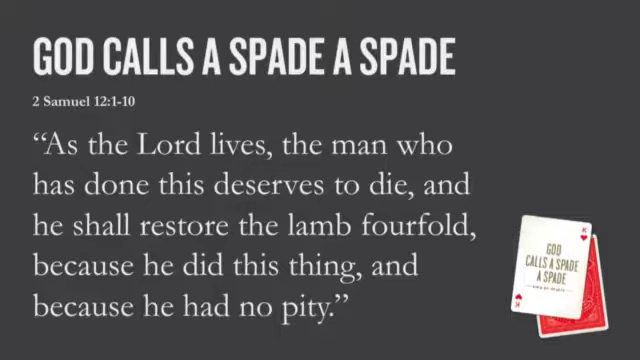 GOD CALLS A SPADE A SPADE
2 Samuel 12:1-10
“As the Lord lives, the man who
has done this deserves to die, and
he shall restore the lamb fourfold,
because he did this thing, and
because he had no pity.”
K
GOD
CALLS A SPADE
A SPADE
K